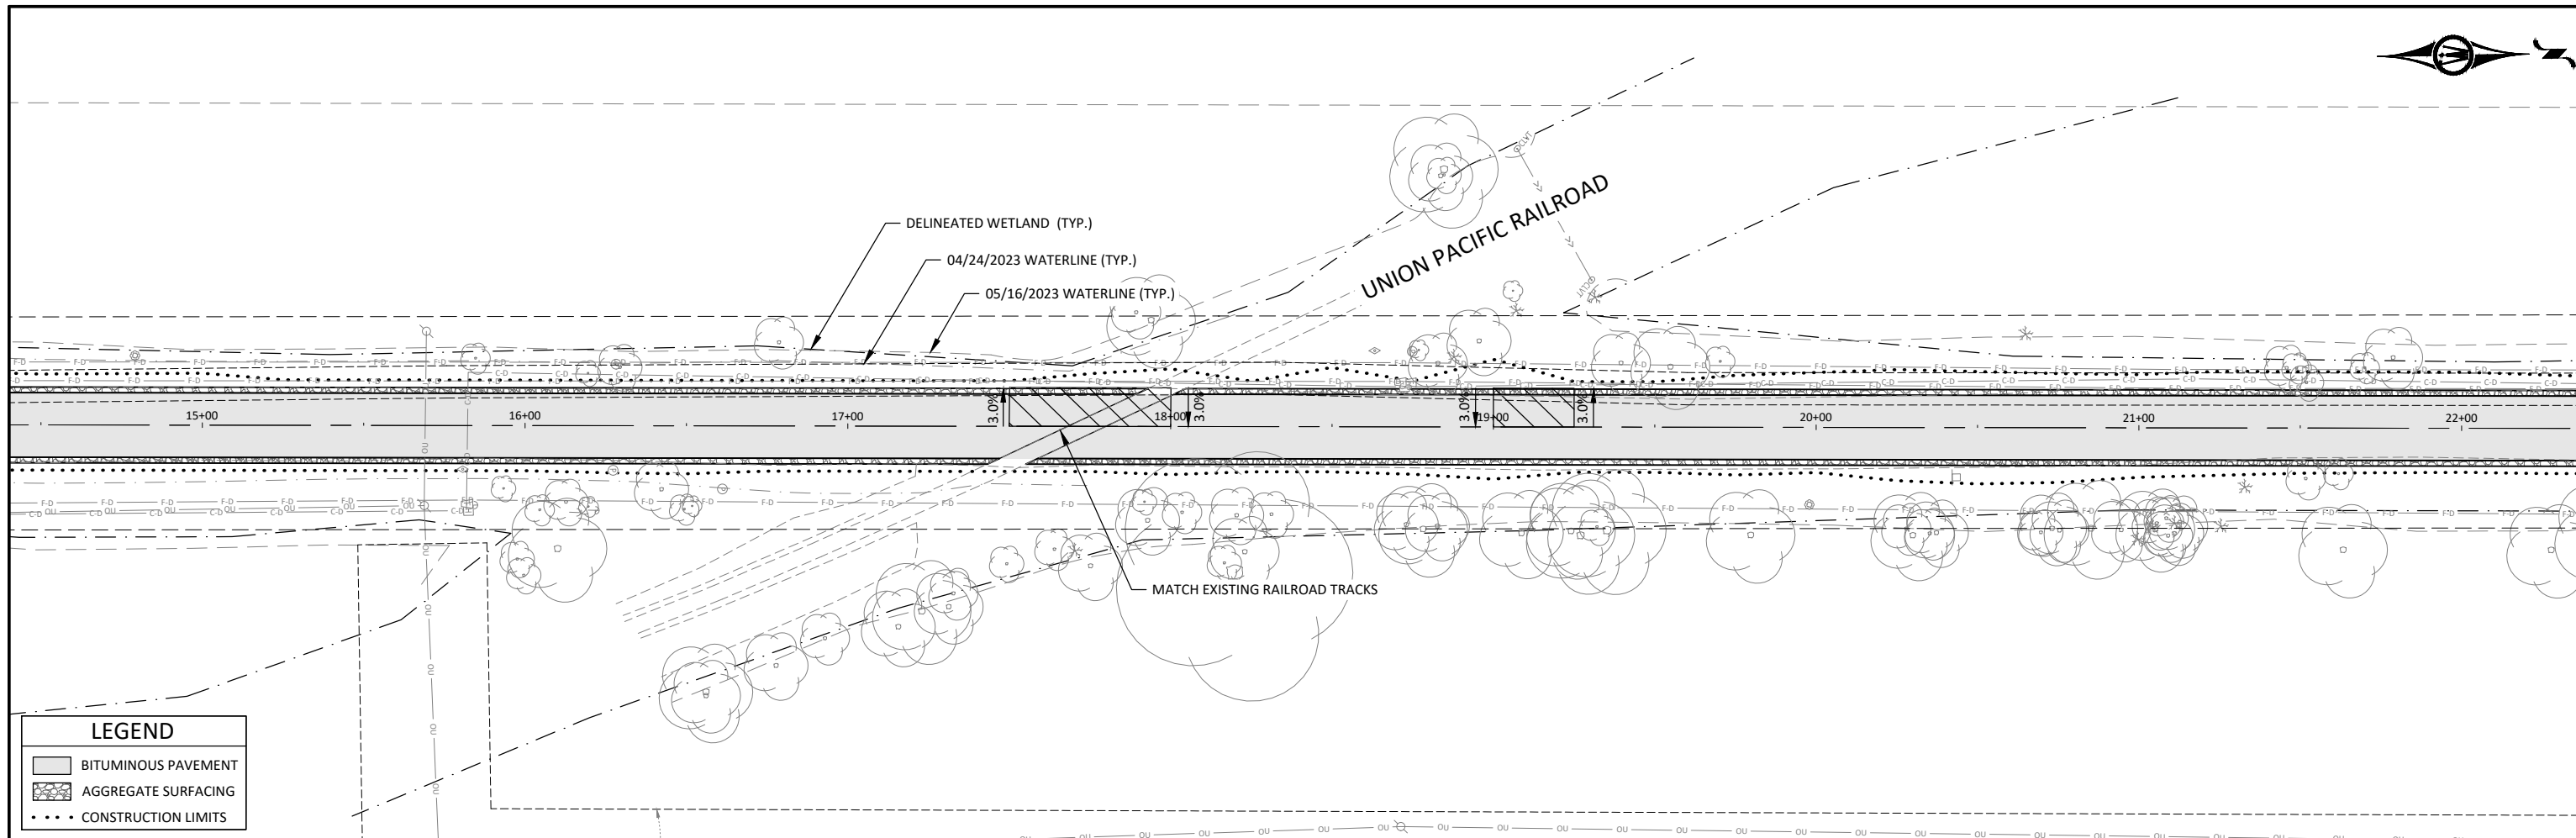 DELINEATED WETLAND (TYP.)
04/24/2023 WATERLINE (TYP.)
05/16/2023 WATERLINE (TYP.)
UNION PACIFIC RAILROAD
15+00
16+00
17+00
3.0%
18+00
3.0%
3.0%
19+00
3.0%
20+00
21+00
22+00
MATCH EXISTING RAILROAD TRACKS
LEGEND
BITUMINOUS PAVEMENT
AGGREGATE SURFACING
CONSTRUCTION LIMITS